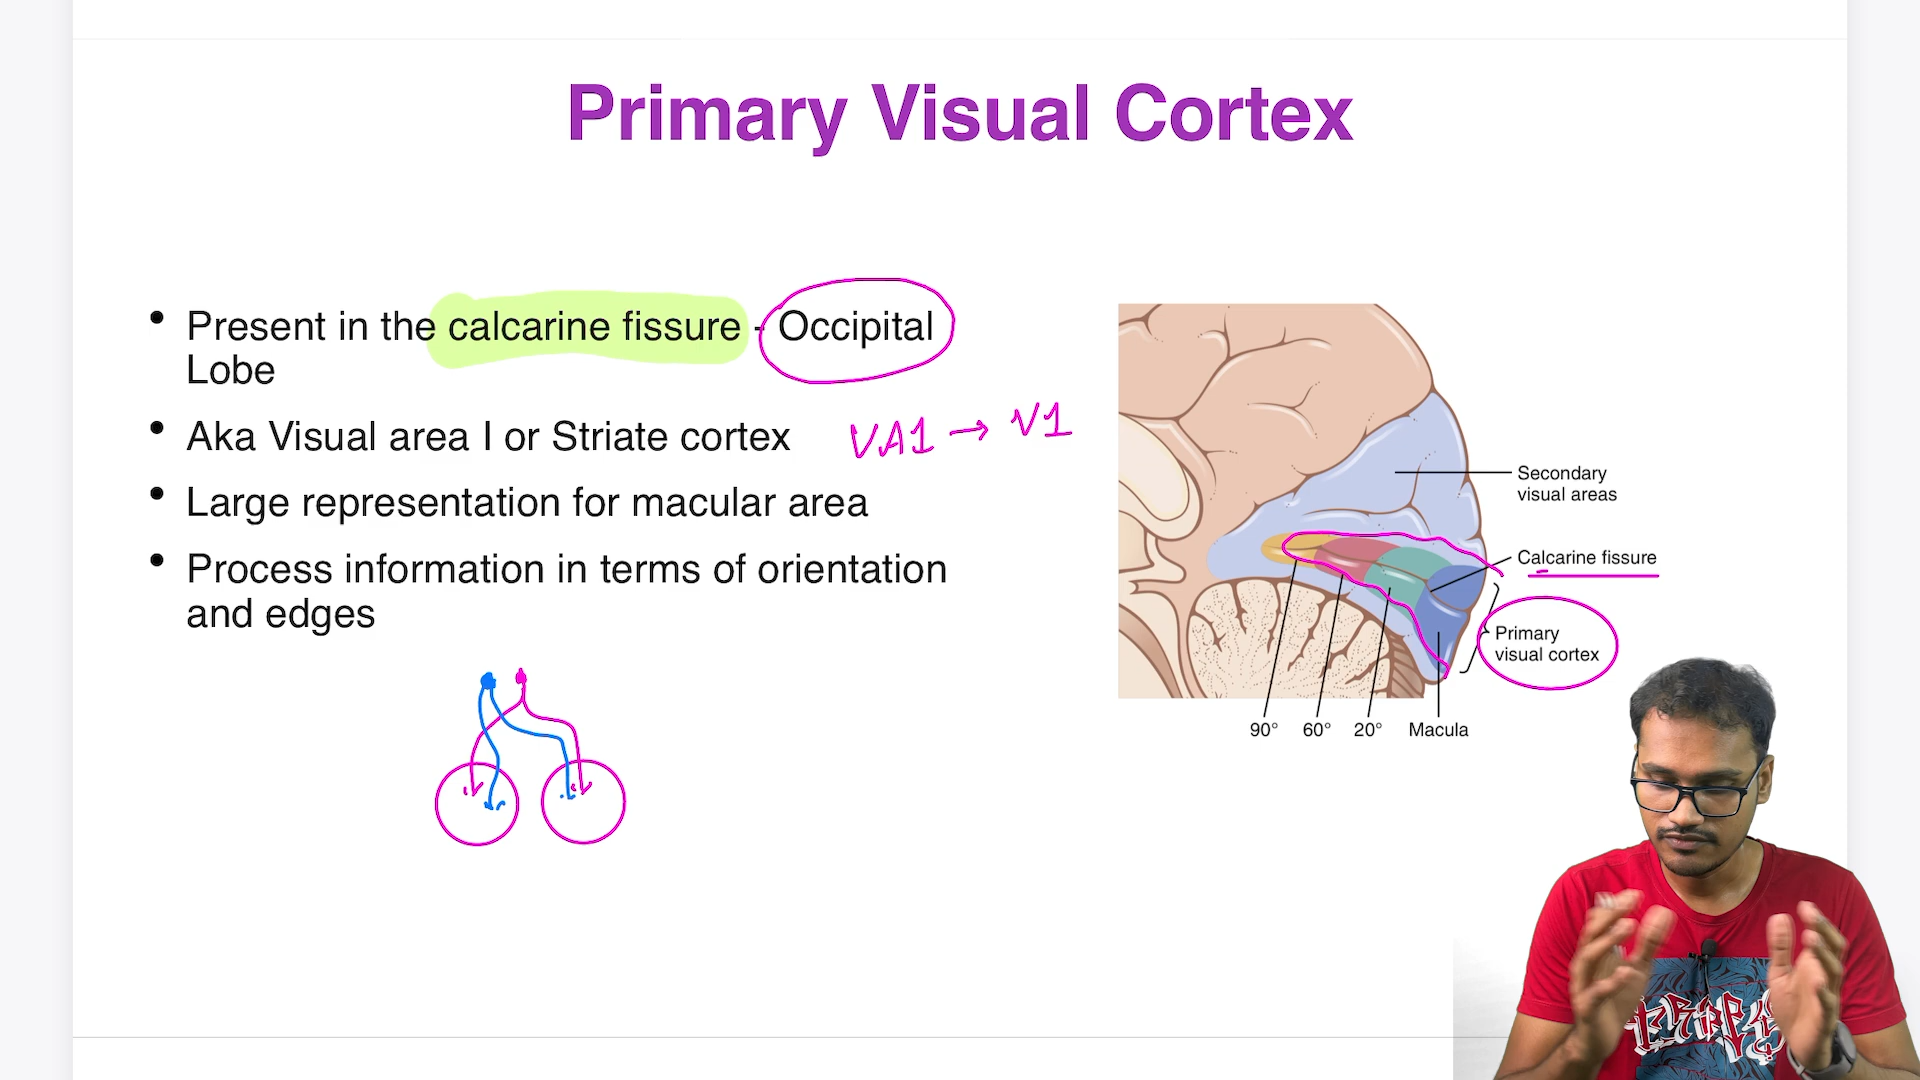 Primary Visual Cortex
• Present in the calcarine fissure - Occipital
Lobe
• Aka Visual area I or Striate cortex VA1 → V1
• Large representation for macular area
• Process information in terms of orientation
and edges
Secondary
visual areas
Calcarine fissure
Primary
visual cortex
90° 60° 20° Macula